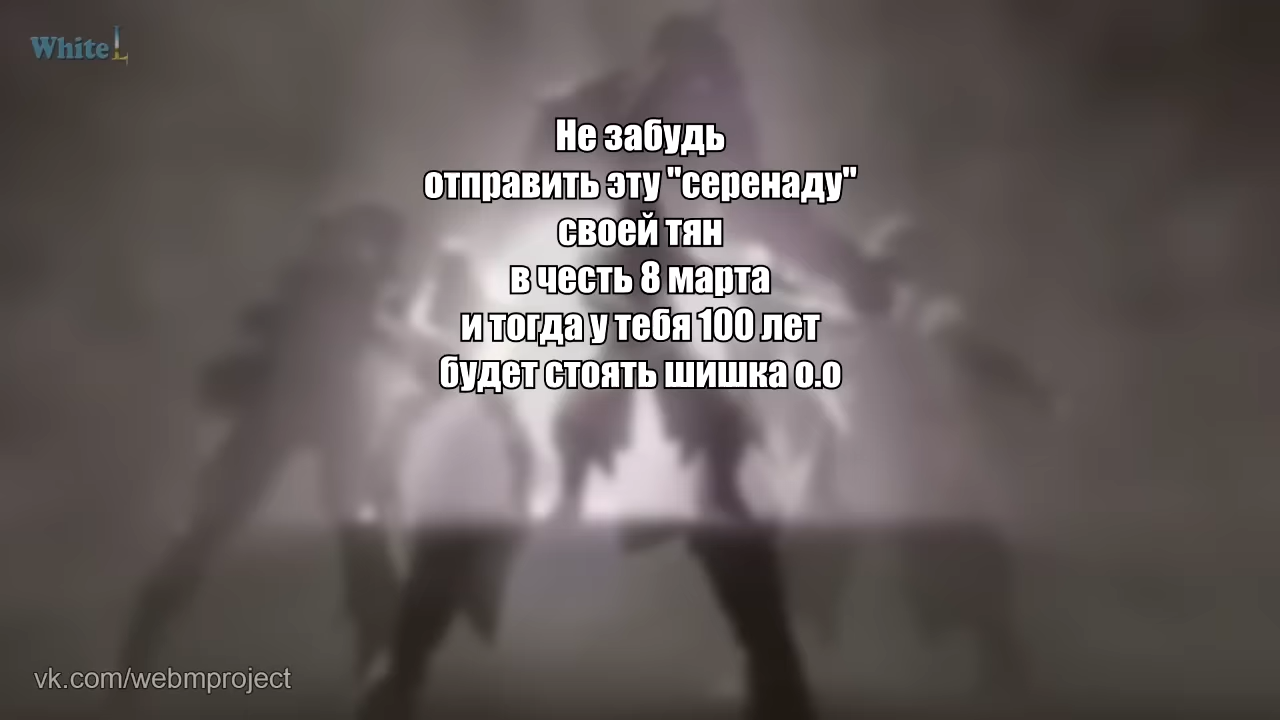 White L
Не забудь
отправить эту "серенаду"
своей тян
в честь 8 марта
и тогда у тебя 100 лет
будет стоять шишка о.о
vk.com/webmproject